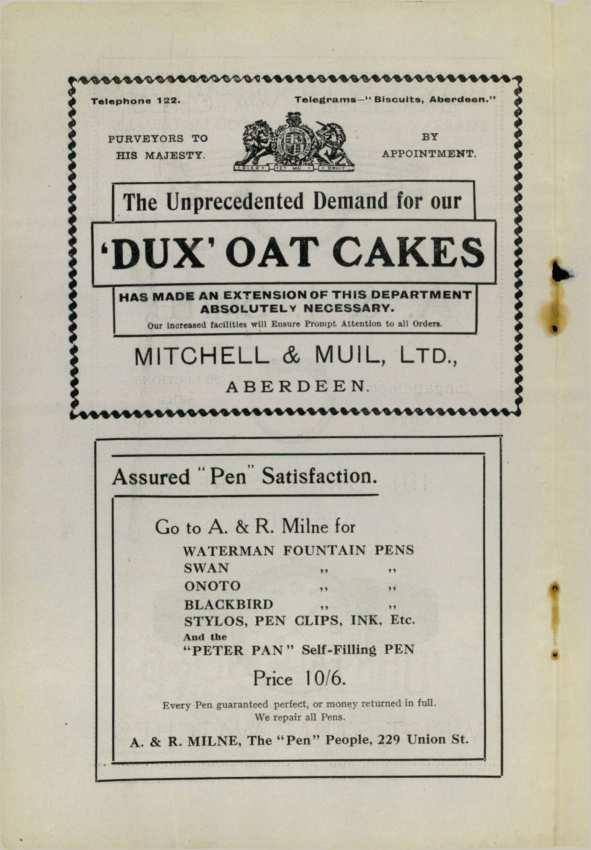 Telephone 122. Telegrams—"Biscuits, Aberdeen."
PURVEYORS TO BY
HIS MAJESTY. APPOINTMENT.
The Unprecedented Demand for our
'DUX' OAT CAKES
HAS MADE AN EXTENSION OF THIS DEPARTMENT
ABSOLUTELY NECESSARY.
Our increased facilities will Ensure Prompt Attention to all Orders.
MITCHELL & MUIL, LTD.,
ABERDEEN.
Assured "Pen" Satisfaction.
Go to A. & R. Milne for
WATERMAN FOUNTAIN PENS
SWAN ,, ,,
ONOTO ,, ,,
BLACKBIRD ,, ,,
STYLOS, PEN CLIPS, INK, Etc.
And the
"PETER PAN" Self-Filling PEN
Price 10/6.
Every Pen guaranteed perfect, or money returned in full.
We repair all Pens.
A. & R. MILNE, The "Pen" People, 229 Union St.